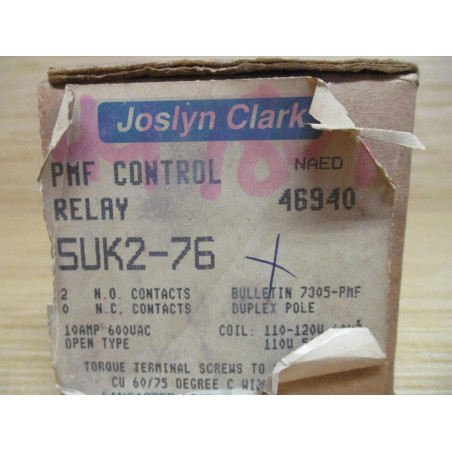 Joslyn Clark
PMF CONTROL NAED
RELAY 46940
5UK2-76
2 N.O. CONTACTS BULLETIN 7305-PMF
0 N.C. CONTACTS DUPLEX POLE
10AMP 600VAC COIL: 110-120V
OPEN TYPE 110V
TORQUE TERMINAL SCREWS TO
CU 60/75 DEGREE C